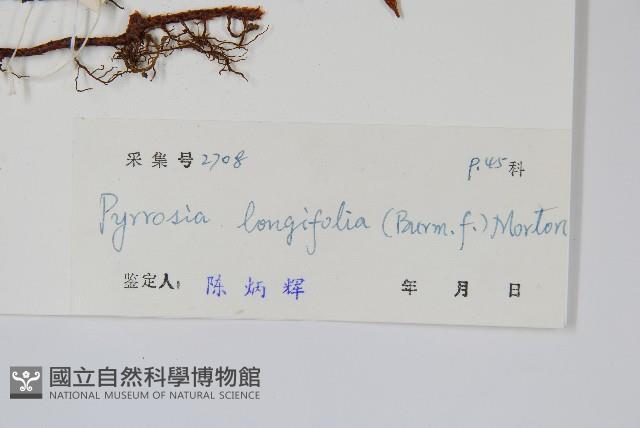 采集号 2708 P.45 科
Pyrrosia longifolia (Burm. f.) Morton
鉴定人: 陈炳辉 年 月 日
國立自然科學博物館
NATIONAL MUSEUM OF NATURAL SCIENCE